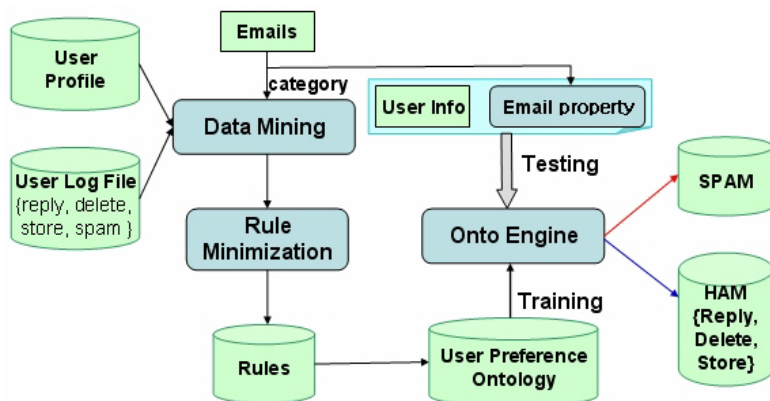 Emails
User
Profile
category
User Info
Email property
Data Mining
Testing
SPAM
User Log File
{reply, delete,
store, spam }
Rule
Minimization
Onto Engine
Training
HAM
{Reply,
Delete,
Store}
Rules
User Preference
Ontology